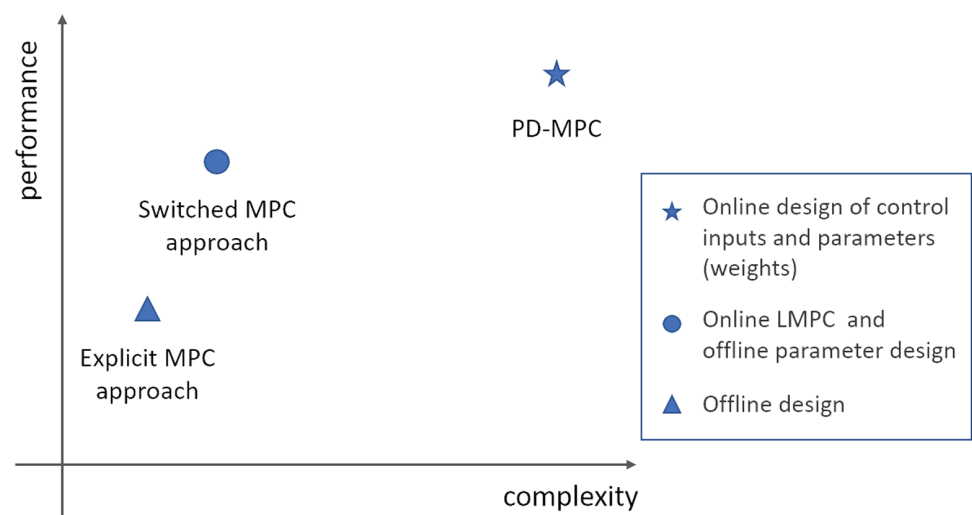 performance
PD-MPC
Switched MPC
approach
Explicit MPC
approach
complexity
Online design of control
inputs and parameters
(weights)
Online LMPC and
offline parameter design
Offline design